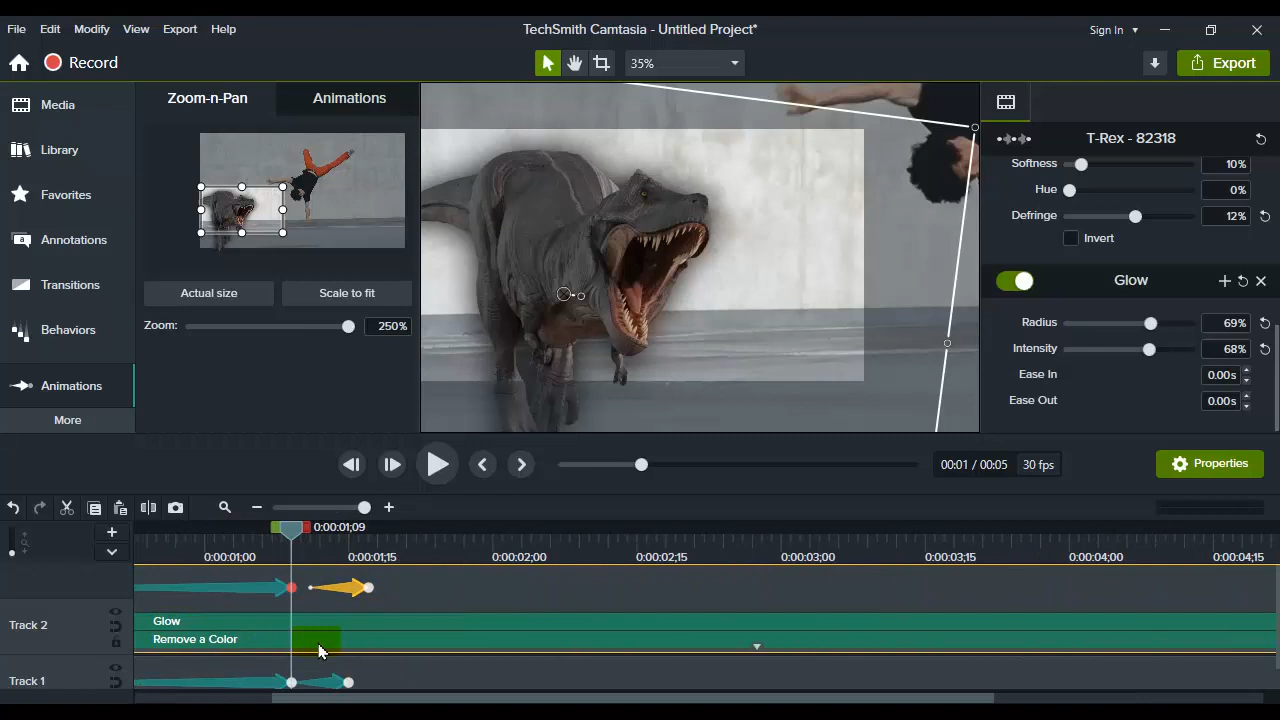 File Edit Modify View Export Help
TechSmith Camtasia - Untitled Project*
Sign In
Record
35%
Export
Media
Library
Favorites
Annotations
Transitions
Behaviors
Animations
More
Zoom-n-Pan
Animations
Actual size
Scale to fit
Zoom: 250%
T-Rex - 82318
Softness 10%
Hue 0%
Defringe 12%
Invert
Glow
Radius 69%
Intensity 68%
Ease In 0.00s
Ease Out 0.00s
00:01 / 00:05 30 fps
Properties
0:00:01;09
0:00:01;00 0:00:01;15 0:00:02;00 0:00:02;15 0:00:03;00 0:00:03;15 0:00:04;00 0:00:04;15
Track 2
Glow
Remove a Color
Track 1